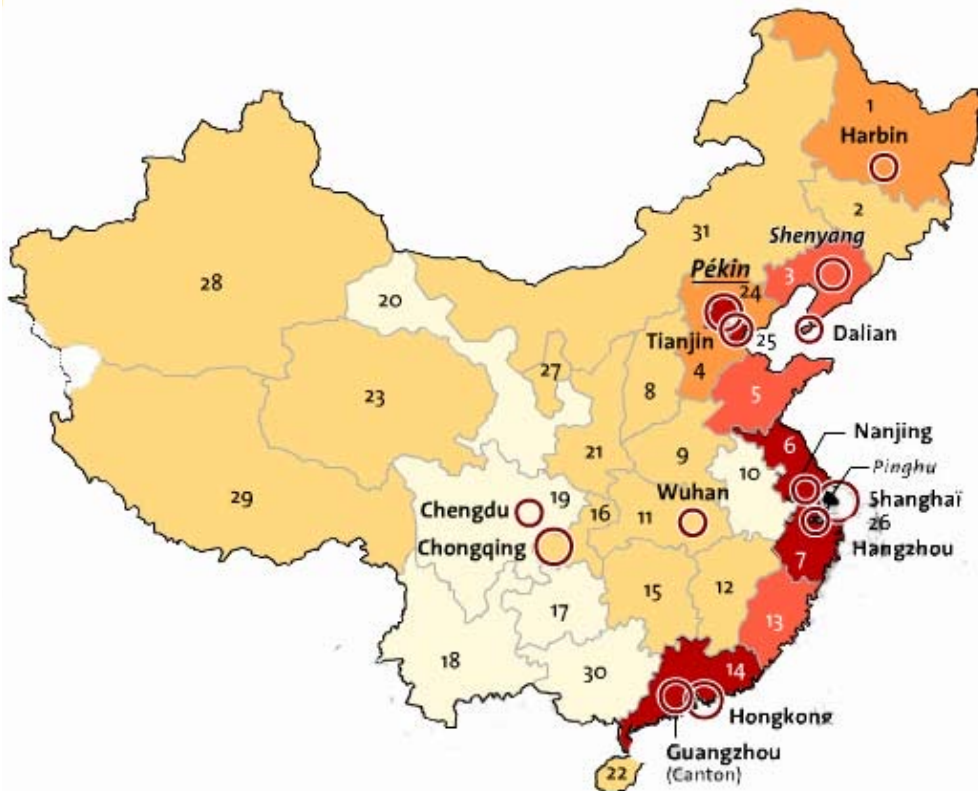 1
Harbin
2
31
Shenyang
28
3
Pékin
24
20
Tianjin
25
Dalian
27
4
23
8
5
6
Nanjing
21
9
10
Pinghu
29
19
Wuhan
Shanghaï
Chengdu
16
11
26
Chongqing
Hangzhou
7
15
12
17
13
18
30
14
Hongkong
Guangzhou
(Canton)
22